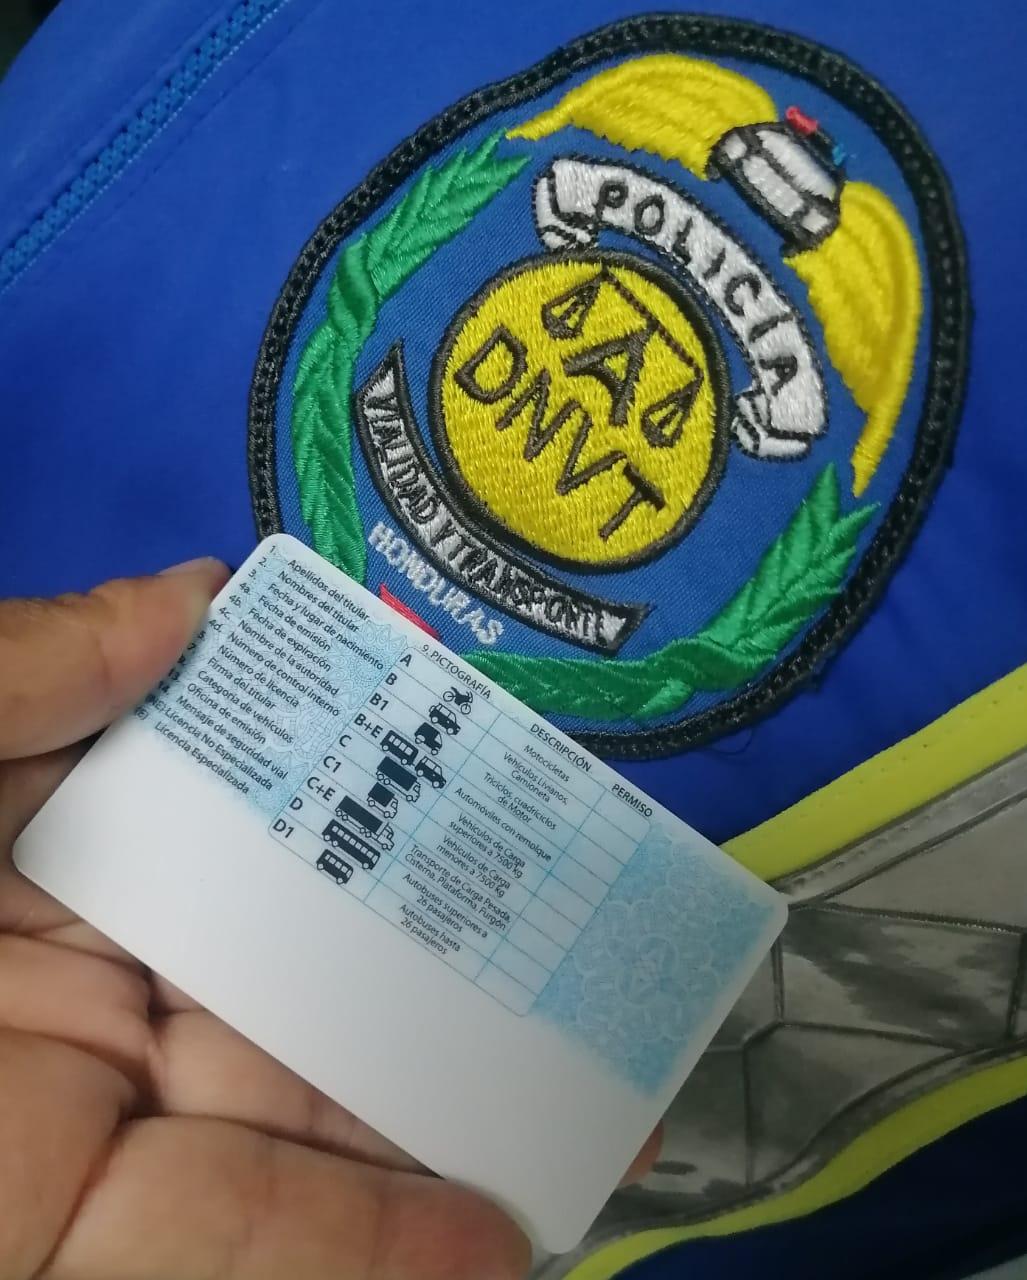 POLICÍA
DNVT
VIALIDAD Y TRANSPORTE
HONDURAS
1. Apellidos del titular
2. Nombres del titular
3. Fecha y lugar de nacimiento
4a. Fecha de emisión
4b. Fecha de expiración
4c. Nombre de la autoridad
4d. Número de control interno
5. Número de licencia
7. Firma del titular
Categoría de vehículos
13. Oficina de emisión
14. Mensaje de seguridad vial
(NE) Licencia No Especializada
(E) Licencia Especializada
9. PICTOGRAFÍA DESCRIPCIÓN PERMISO
A Motocicletas
B Vehículos Livianos,
Camioneta
B1 Triciclos, cuadriciclos
de Motor
B+E Automóviles con remolque
C Vehículos de Carga
superiores a 7500 kg
C1 Vehículos de Carga
menores a 7500 kg
C+E Transporte de Carga Pesada,
Cisterna, Plataforma, Furgón
D Autobuses superiores a
26 pasajeros
D1 Autobuses hasta
26 pasajeros